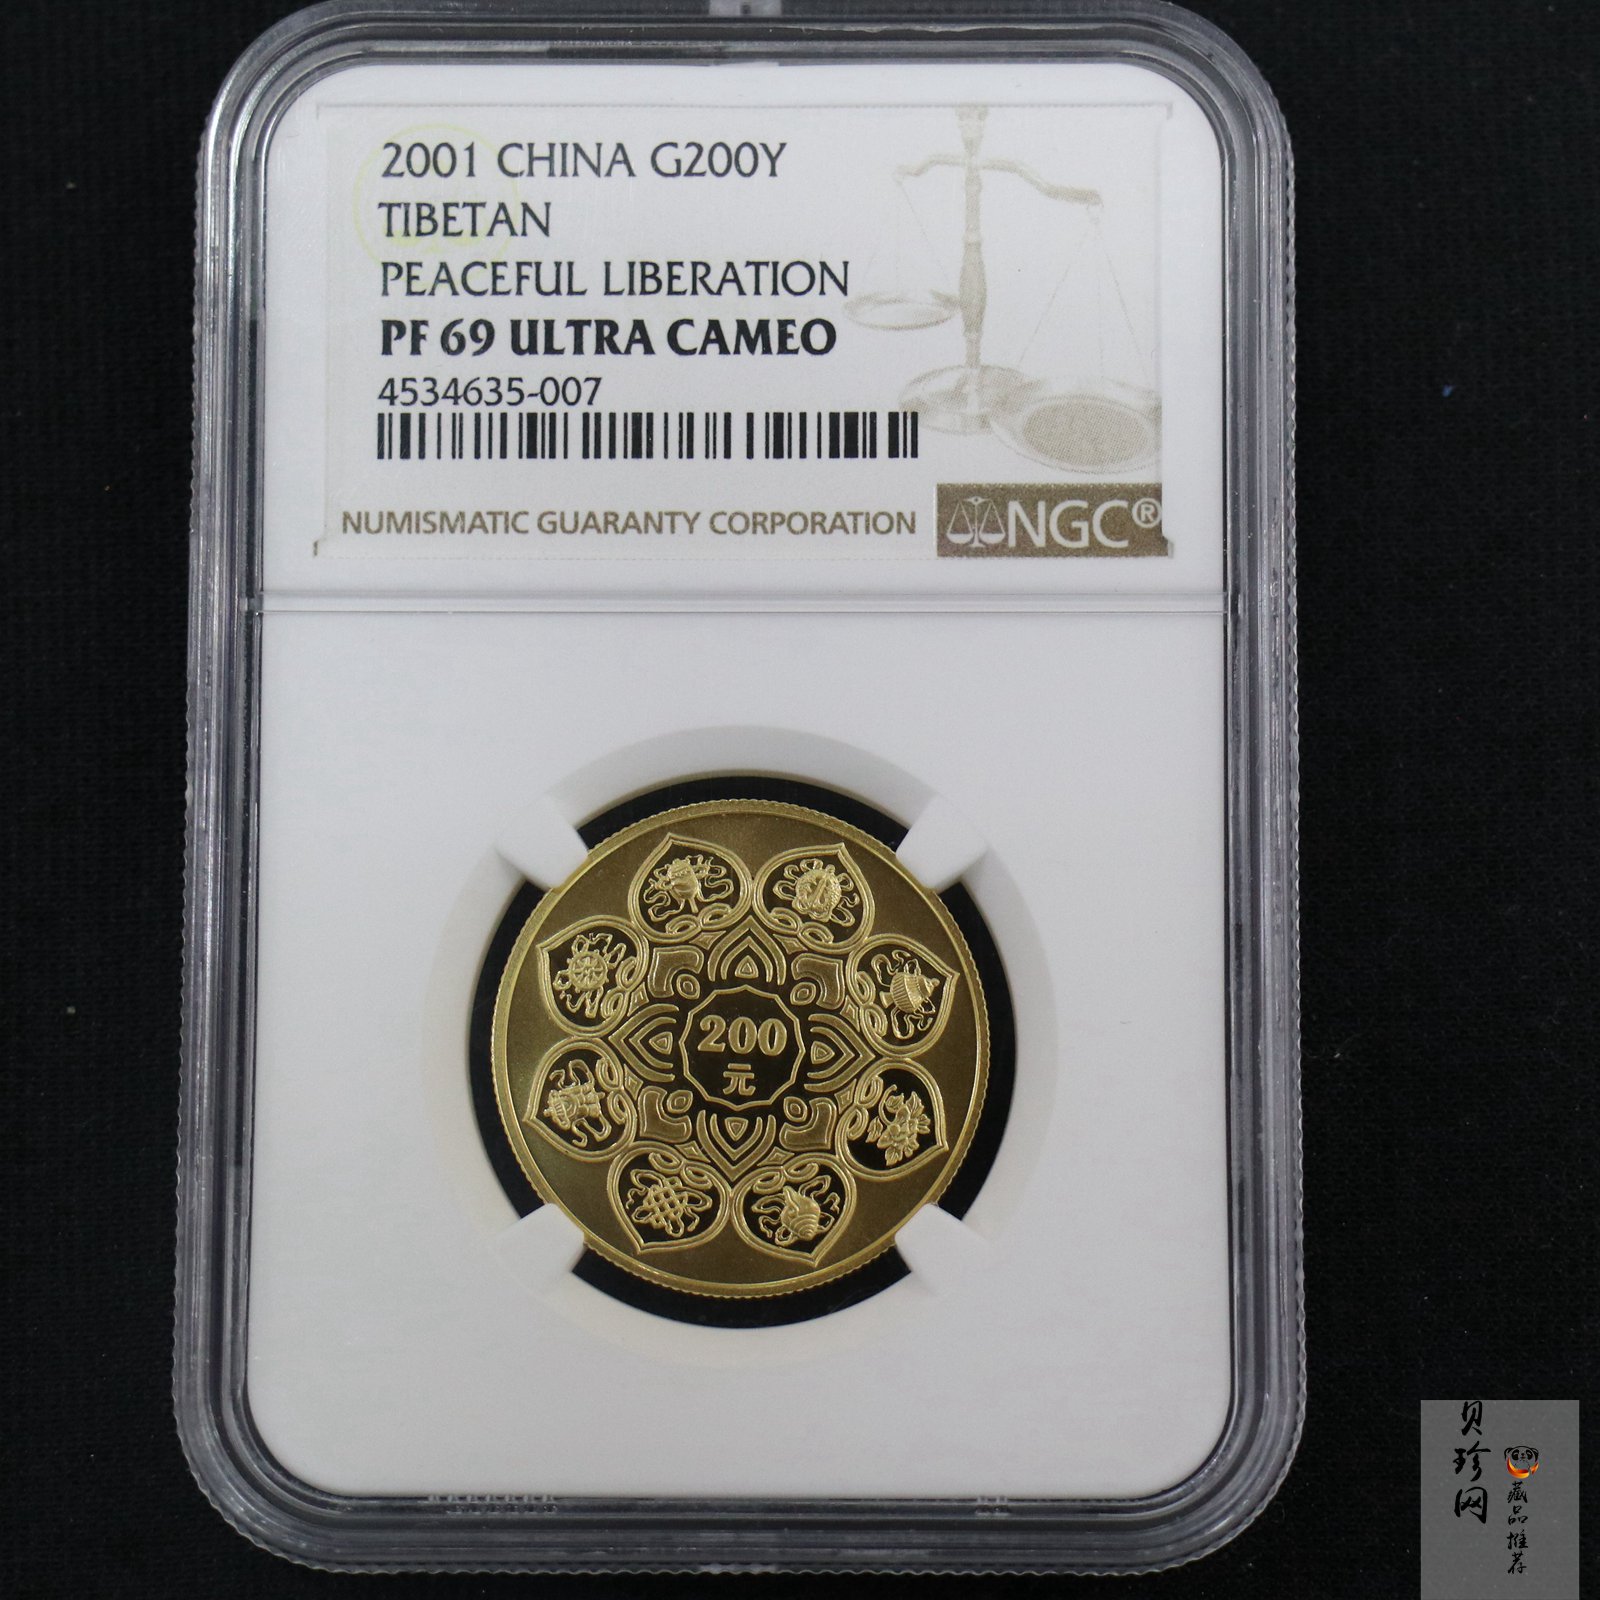 2001 CHINA G200Y
TIBETAN
PEACEFUL LIBERATION
PF 69 ULTRA CAMEO
4534635-007
NUMISMATIC GUARANTY CORPORATION
NGC®
200
元
贝珍网
藏品推荐